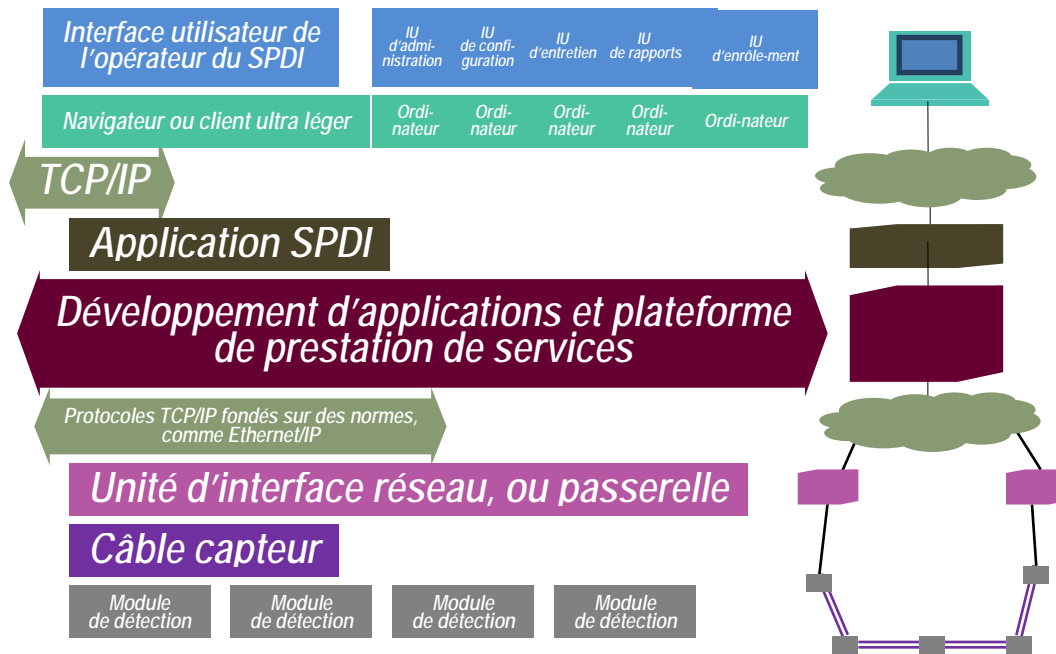 Interface utilisateur de
l'opérateur du SPDI
IU
d'admi-
nistration
IU
de confi-
guration
IU
d'entretien
IU
de rapports
IU
d'enrôle-ment
Navigateur ou client ultra léger
Ordi-
nateur
Ordi-
nateur
Ordi-
nateur
Ordi-
nateur
Ordi-nateur
TCP/IP
Application SPDI
Développement d'applications et plateforme
de prestation de services
Protocoles TCP/IP fondés sur des normes,
comme Ethernet/IP
Unité d'interface réseau, ou passerelle
Câble capteur
Module
de détection
Module
de détection
Module
de détection
Module
de détection